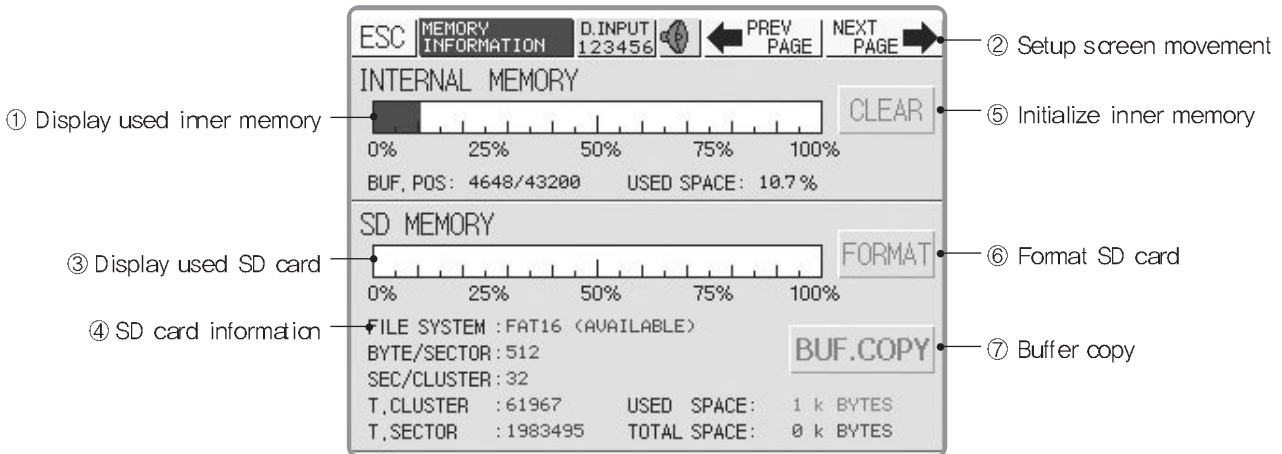 ESC MEMORY INFORMATION D.INPUT 123456 PREV PAGE NEXT PAGE
② Setup screen movement
INTERNAL MEMORY
① Display used inner memory
CLEAR
⑤ Initialize inner memory
0% 25% 50% 75% 100%
BUF. POS: 4648/43200 USED SPACE: 10.7 %
SD MEMORY
③ Display used SD card
FORMAT
⑥ Format SD card
0% 25% 50% 75% 100%
④ SD card information
FILE SYSTEM : FAT16 (AVAILABLE)
BYTE/SECTOR : 512
BUF.COPY
⑦ Buffer copy
SEC/CLUSTER : 32
T.CLUSTER : 61967 USED SPACE: 1 k BYTES
T.SECTOR : 1983495 TOTAL SPACE: 0 k BYTES